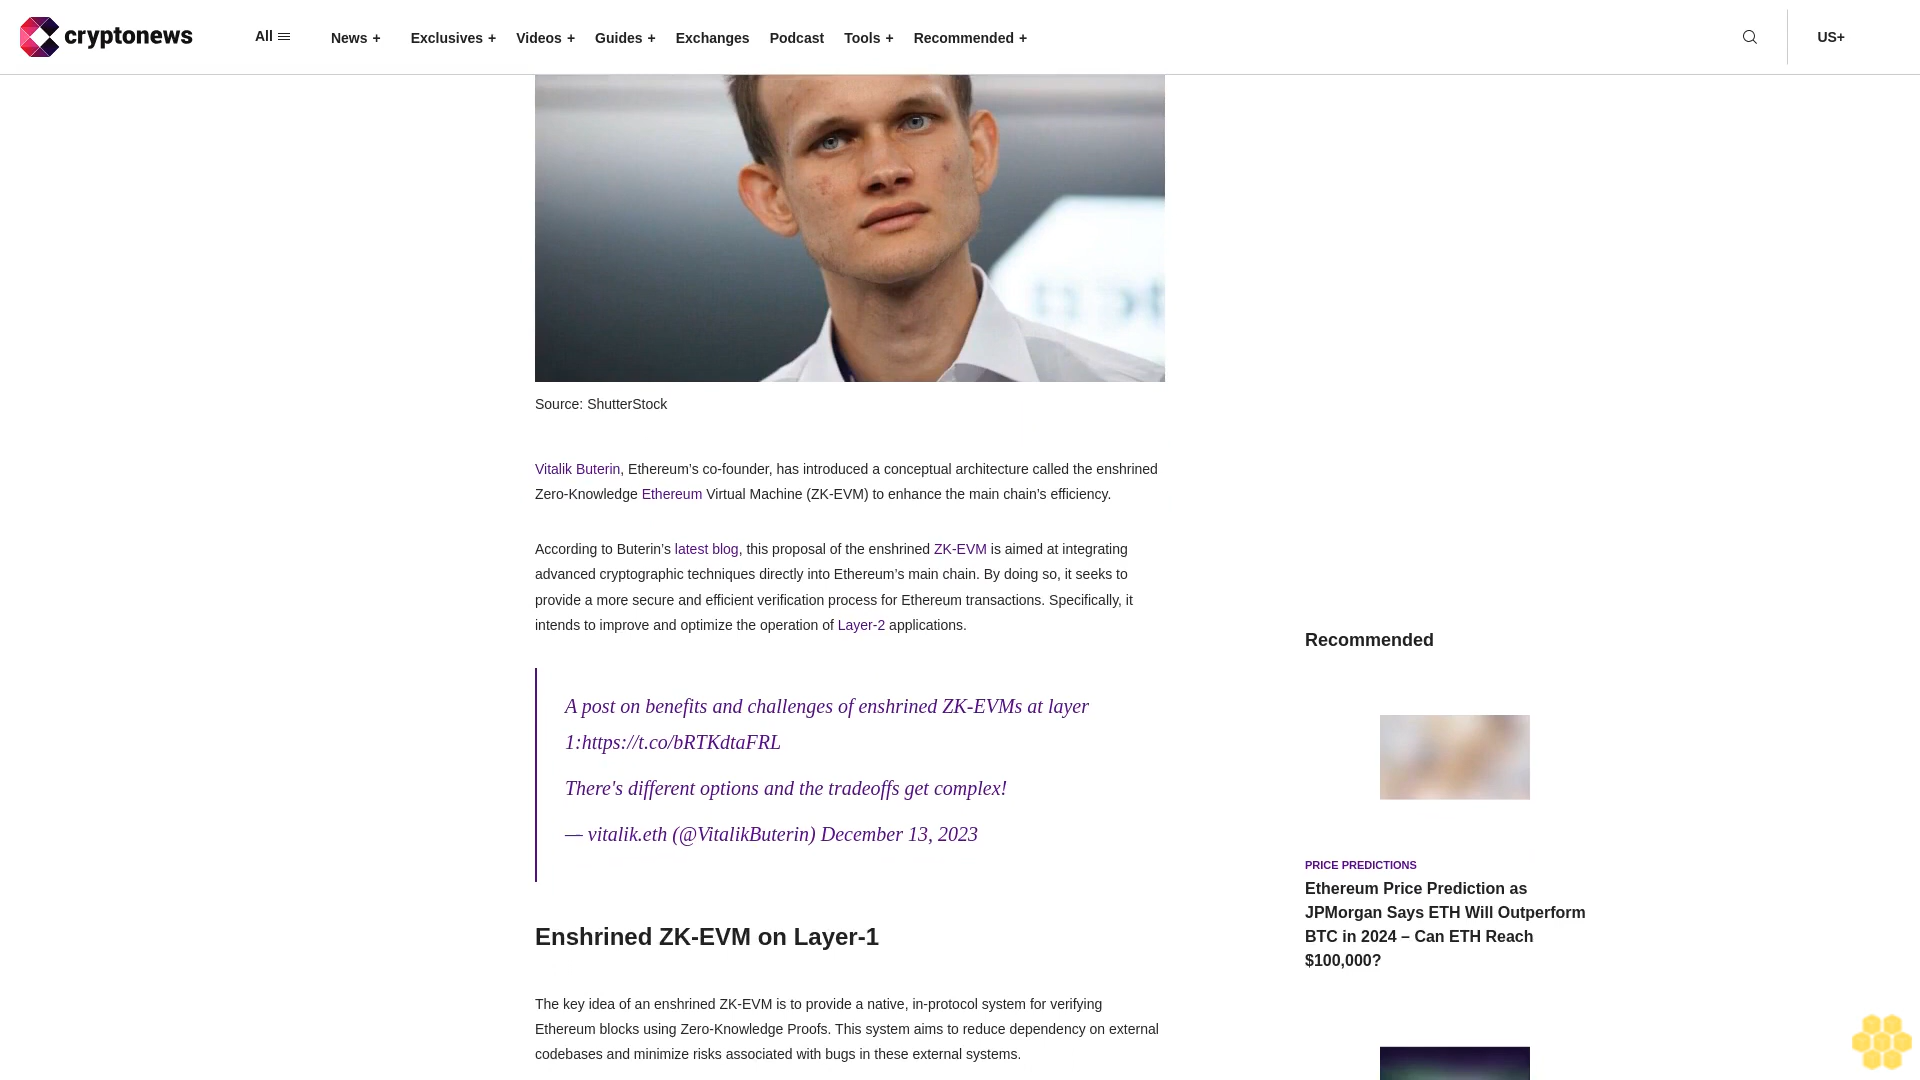 cryptonews
All
News +
Exclusives +
Videos +
Guides +
Exchanges
Podcast
Tools +
Recommended +
US+
Source: ShutterStock
Vitalik Buterin, Ethereum’s co-founder, has introduced a conceptual architecture called the enshrined
Zero-Knowledge Ethereum Virtual Machine (ZK-EVM) to enhance the main chain’s efficiency.
According to Buterin’s latest blog, this proposal of the enshrined ZK-EVM is aimed at integrating
advanced cryptographic techniques directly into Ethereum’s main chain. By doing so, it seeks to
provide a more secure and efficient verification process for Ethereum transactions. Specifically, it
intends to improve and optimize the operation of Layer-2 applications.
A post on benefits and challenges of enshrined ZK-EVMs at layer
1:https://t.co/bRTKdtaFRL
There's different options and the tradeoffs get complex!
— vitalik.eth (@VitalikButerin) December 13, 2023
Enshrined ZK-EVM on Layer-1
The key idea of an enshrined ZK-EVM is to provide a native, in-protocol system for verifying
Ethereum blocks using Zero-Knowledge Proofs. This system aims to reduce dependency on external
codebases and minimize risks associated with bugs in these external systems.
Recommended
PRICE PREDICTIONS
Ethereum Price Prediction as
JPMorgan Says ETH Will Outperform
BTC in 2024 – Can ETH Reach
$100,000?